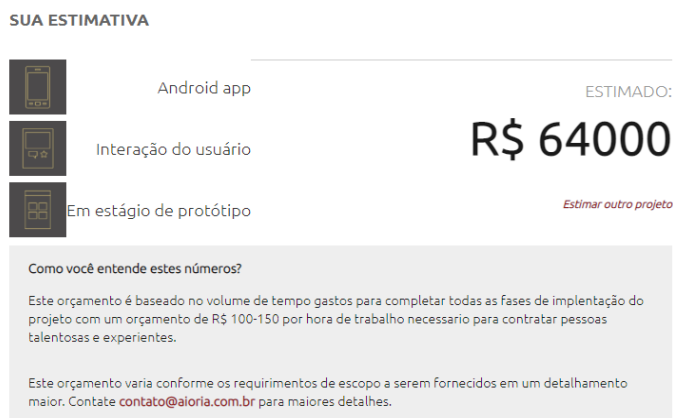 SUA ESTIMATIVA
Android app
Interação do usuário
Em estágio de protótipo
ESTIMADO:
R$ 64000
Estimar outro projeto
Como você entende estes números?
Este orçamento é baseado no volume de tempo gastos para completar todas as fases de implentação do
projeto com um orçamento de R$ 100-150 por hora de trabalho necessario para contratar pessoas
talentosas e experientes.
Este orçamento varia conforme os requirimentos de escopo a serem fornecidos em um detalhamento
maior. Contate contato@aioria.com.br para maiores detalhes.